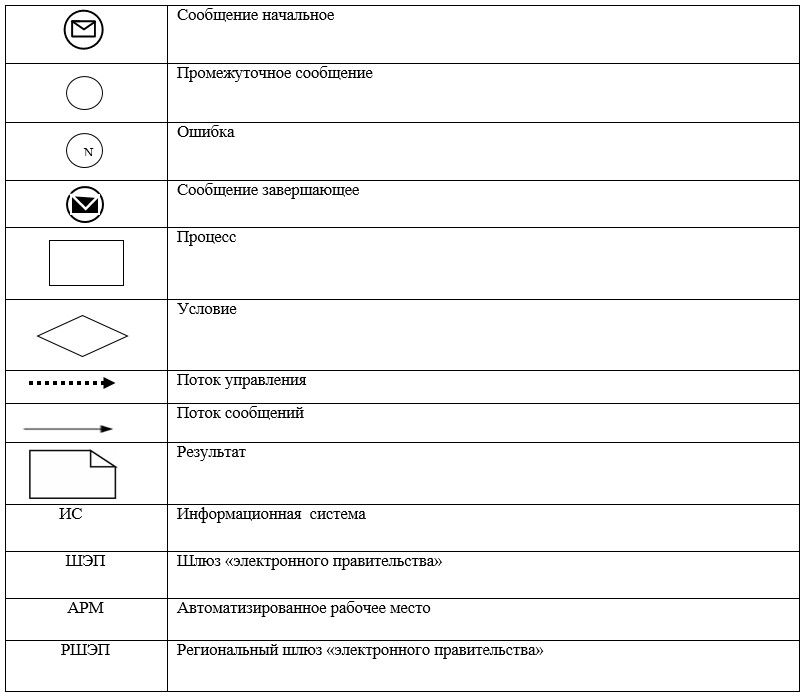 Сообщение начальное
Промежуточное сообщение
N
Ошибка
Сообщение завершающее
Процесс
Условие
Поток управления
Поток сообщений
Результат
ИС Информационная система
ШЭП Шлюз «электронного правительства»
АРМ Автоматизированное рабочее место
РШЭП Региональный шлюз «электронного правительства»